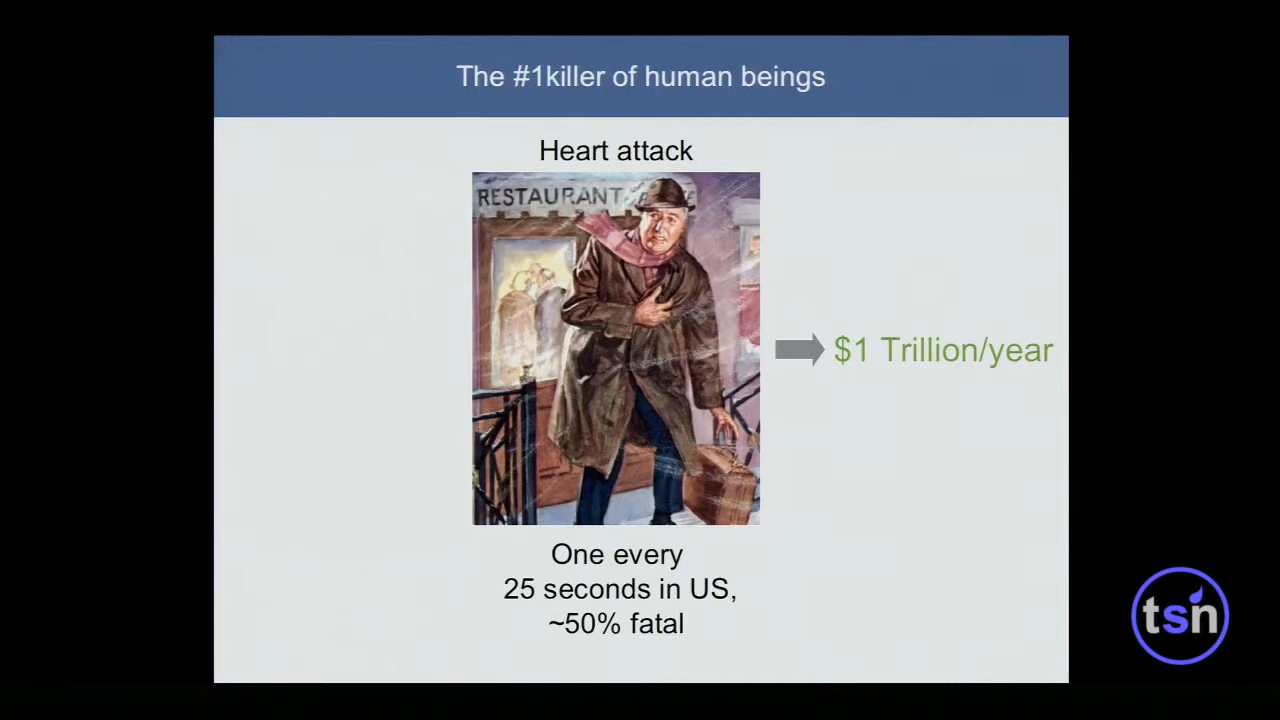 The #1killer of human beings
Heart attack
RESTAURANT
$1 Trillion/year
One every
25 seconds in US,
~50% fatal
tsn